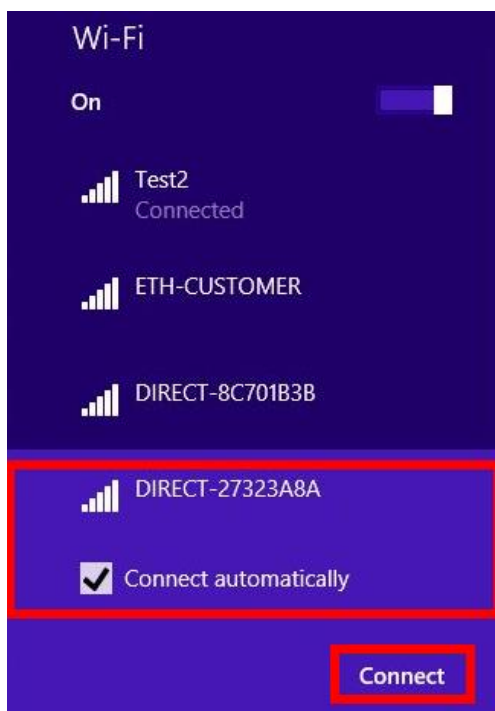 Wi-Fi
On
Test2
Connected
ETH-CUSTOMER
DIRECT-8C701B3B
DIRECT-27323A8A
Connect automatically
Connect